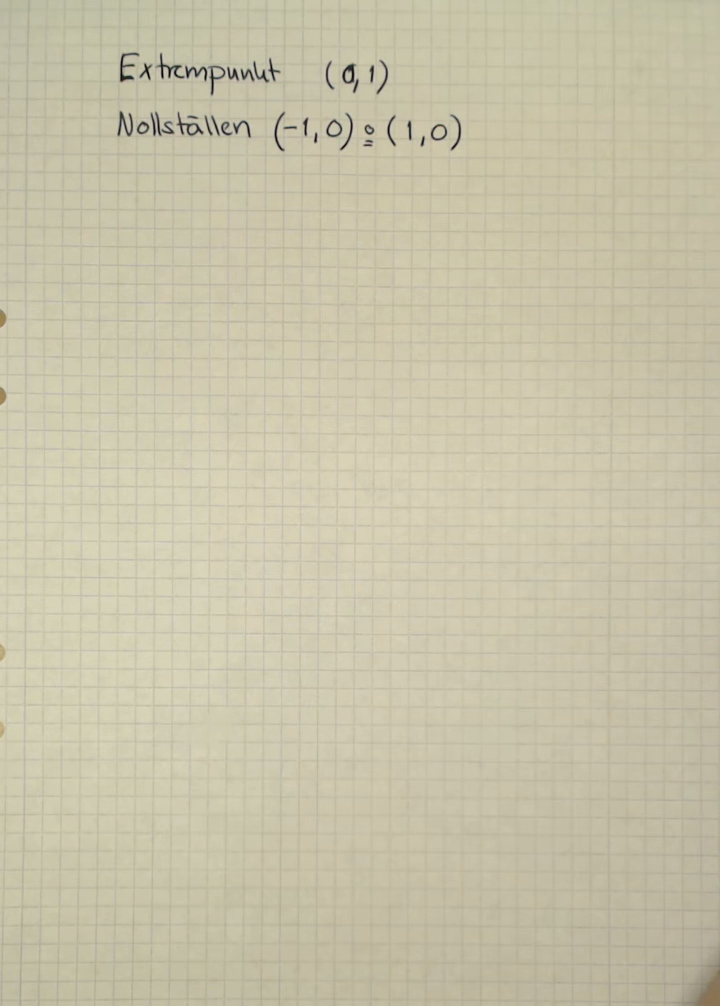 Extrempunkt (0,1)
Nollställen (-1,0) o (1,0)